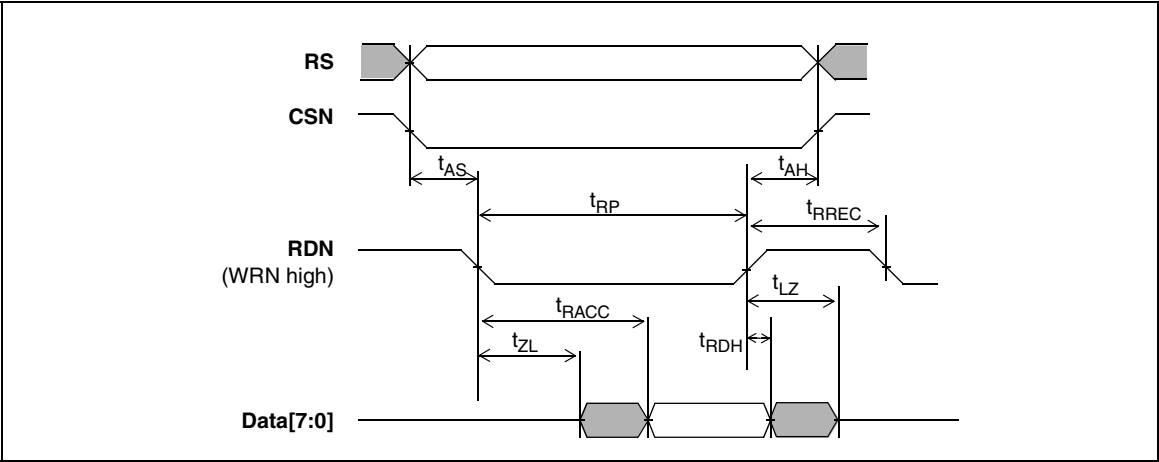 RS
CSN
tAS
tAH
tRP
tRREC
RDN
(WRN high)
tLZ
tRACC
tRDH
tZL
Data[7:0]